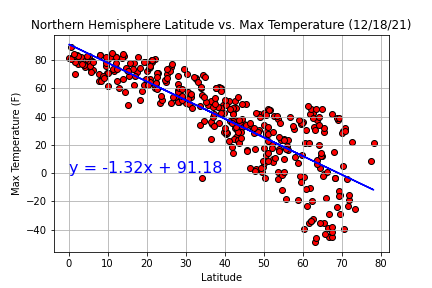 Northern Hemisphere Latitude vs. Max Temperature (12/18/21)
Max Temperature (F)
80
60
40
20
0
−20
−40
y = -1.32x + 91.18
0 10 20 30 40 50 60 70 80
Latitude